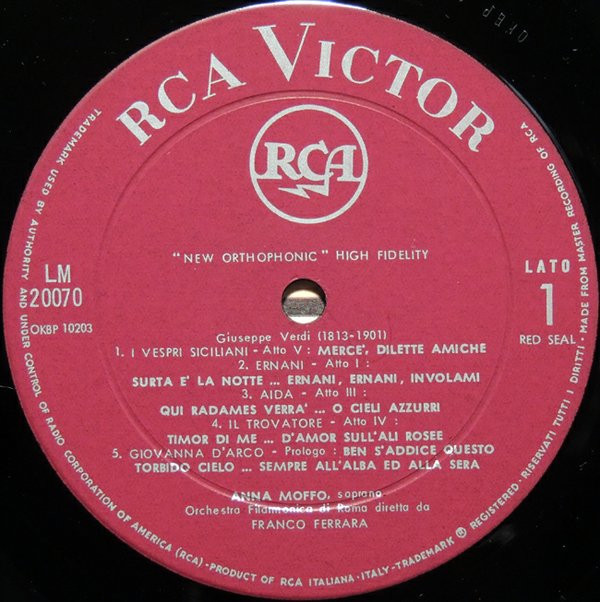 RCA VICTOR
RCA
"NEW ORTHOPHONIC" HIGH FIDELITY
LM
20070
OKBP 10203
LATO
1
RED SEAL
Giuseppe Verdi (1813-1901)
1. I VESPRI SICILIANI - Atto V : MERCE', DILETTE AMICHE
2. ERNANI - Atto I :
SURTA E' LA NOTTE ... ERNANI, ERNANI, INVOLAMI
3. AIDA - Atto III :
QUI RADAMES VERRA' ... O CIELI AZZURRI
4. IL TROVATORE - Atto IV :
TIMOR DI ME ... D'AMOR SULL'ALI ROSEE
5. GIOVANNA D'ARCO - Prologo : BEN S'ADDICE QUESTO
TORBIDO CIELO ... SEMPRE ALL'ALBA ED ALLA SERA
ANNA MOFFO, soprano
Orchestra Filarmonica di Roma diretta da
FRANCO FERRARA
TRADEMARK USED BY AUTHORITY AND UNDER CONTROL OF RADIO CORPORATION OF AMERICA (RCA) - PRODUCT OF RCA ITALIANA - ITALY - TRADEMARK ® REGISTERED - RISERVATI TUTTI I DIRITTI - MADE FROM MASTER RECORDING OF RCA